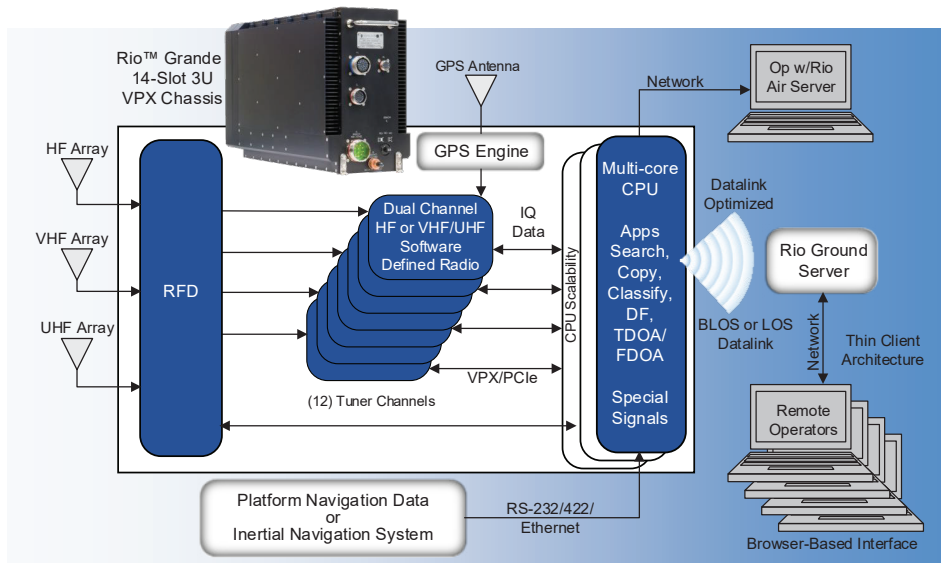 Rio™ Grande
14-Slot 3U
VPX Chassis
GPS Antenna
Network
Op w/Rio
Air Server
HF Array
GPS Engine
Multi-core
CPU
Apps
Search,
Copy,
Classify,
DF,
TDOA/
FDOA
Special
Signals
Datalink
Optimized
VHF Array
Dual Channel
HF or VHF/UHF
Software
Defined Radio
IQ
Data
CPU Scalability
Rio Ground
Server
RFD
UHF Array
BLOS or LOS
Datalink
Network
Thin Client
Architecture
VPX/PCIe
(12) Tuner Channels
Remote
Operators
Platform Navigation Data
or
Inertial Navigation System
RS-232/422/
Ethernet
Browser-Based Interface